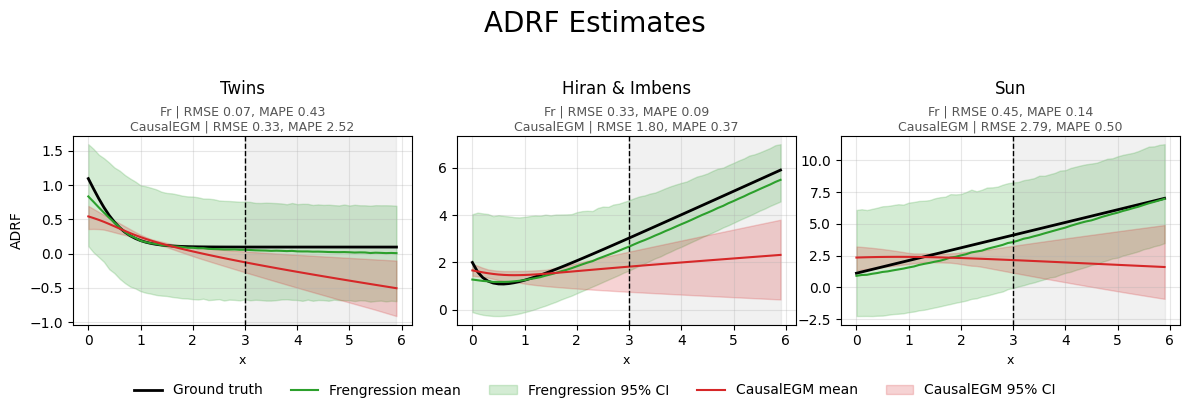 ADRF Estimates
Twins
Fr | RMSE 0.07, MAPE 0.43
CausalEGM | RMSE 0.33, MAPE 2.52
Hiran & Imbens
Fr | RMSE 0.33, MAPE 0.09
CausalEGM | RMSE 1.80, MAPE 0.37
Sun
Fr | RMSE 0.45, MAPE 0.14
CausalEGM | RMSE 2.79, MAPE 0.50
ADRF
1.5
1.0
0.5
0.0
−0.5
−1.0
0 1 2 3 4 5 6
x
6
4
2
0
0 1 2 3 4 5 6
x
10.0
7.5
5.0
2.5
0.0
−2.5
0 1 2 3 4 5 6
x
Ground truth Frengression mean Frengression 95% CI CausalEGM mean CausalEGM 95% CI